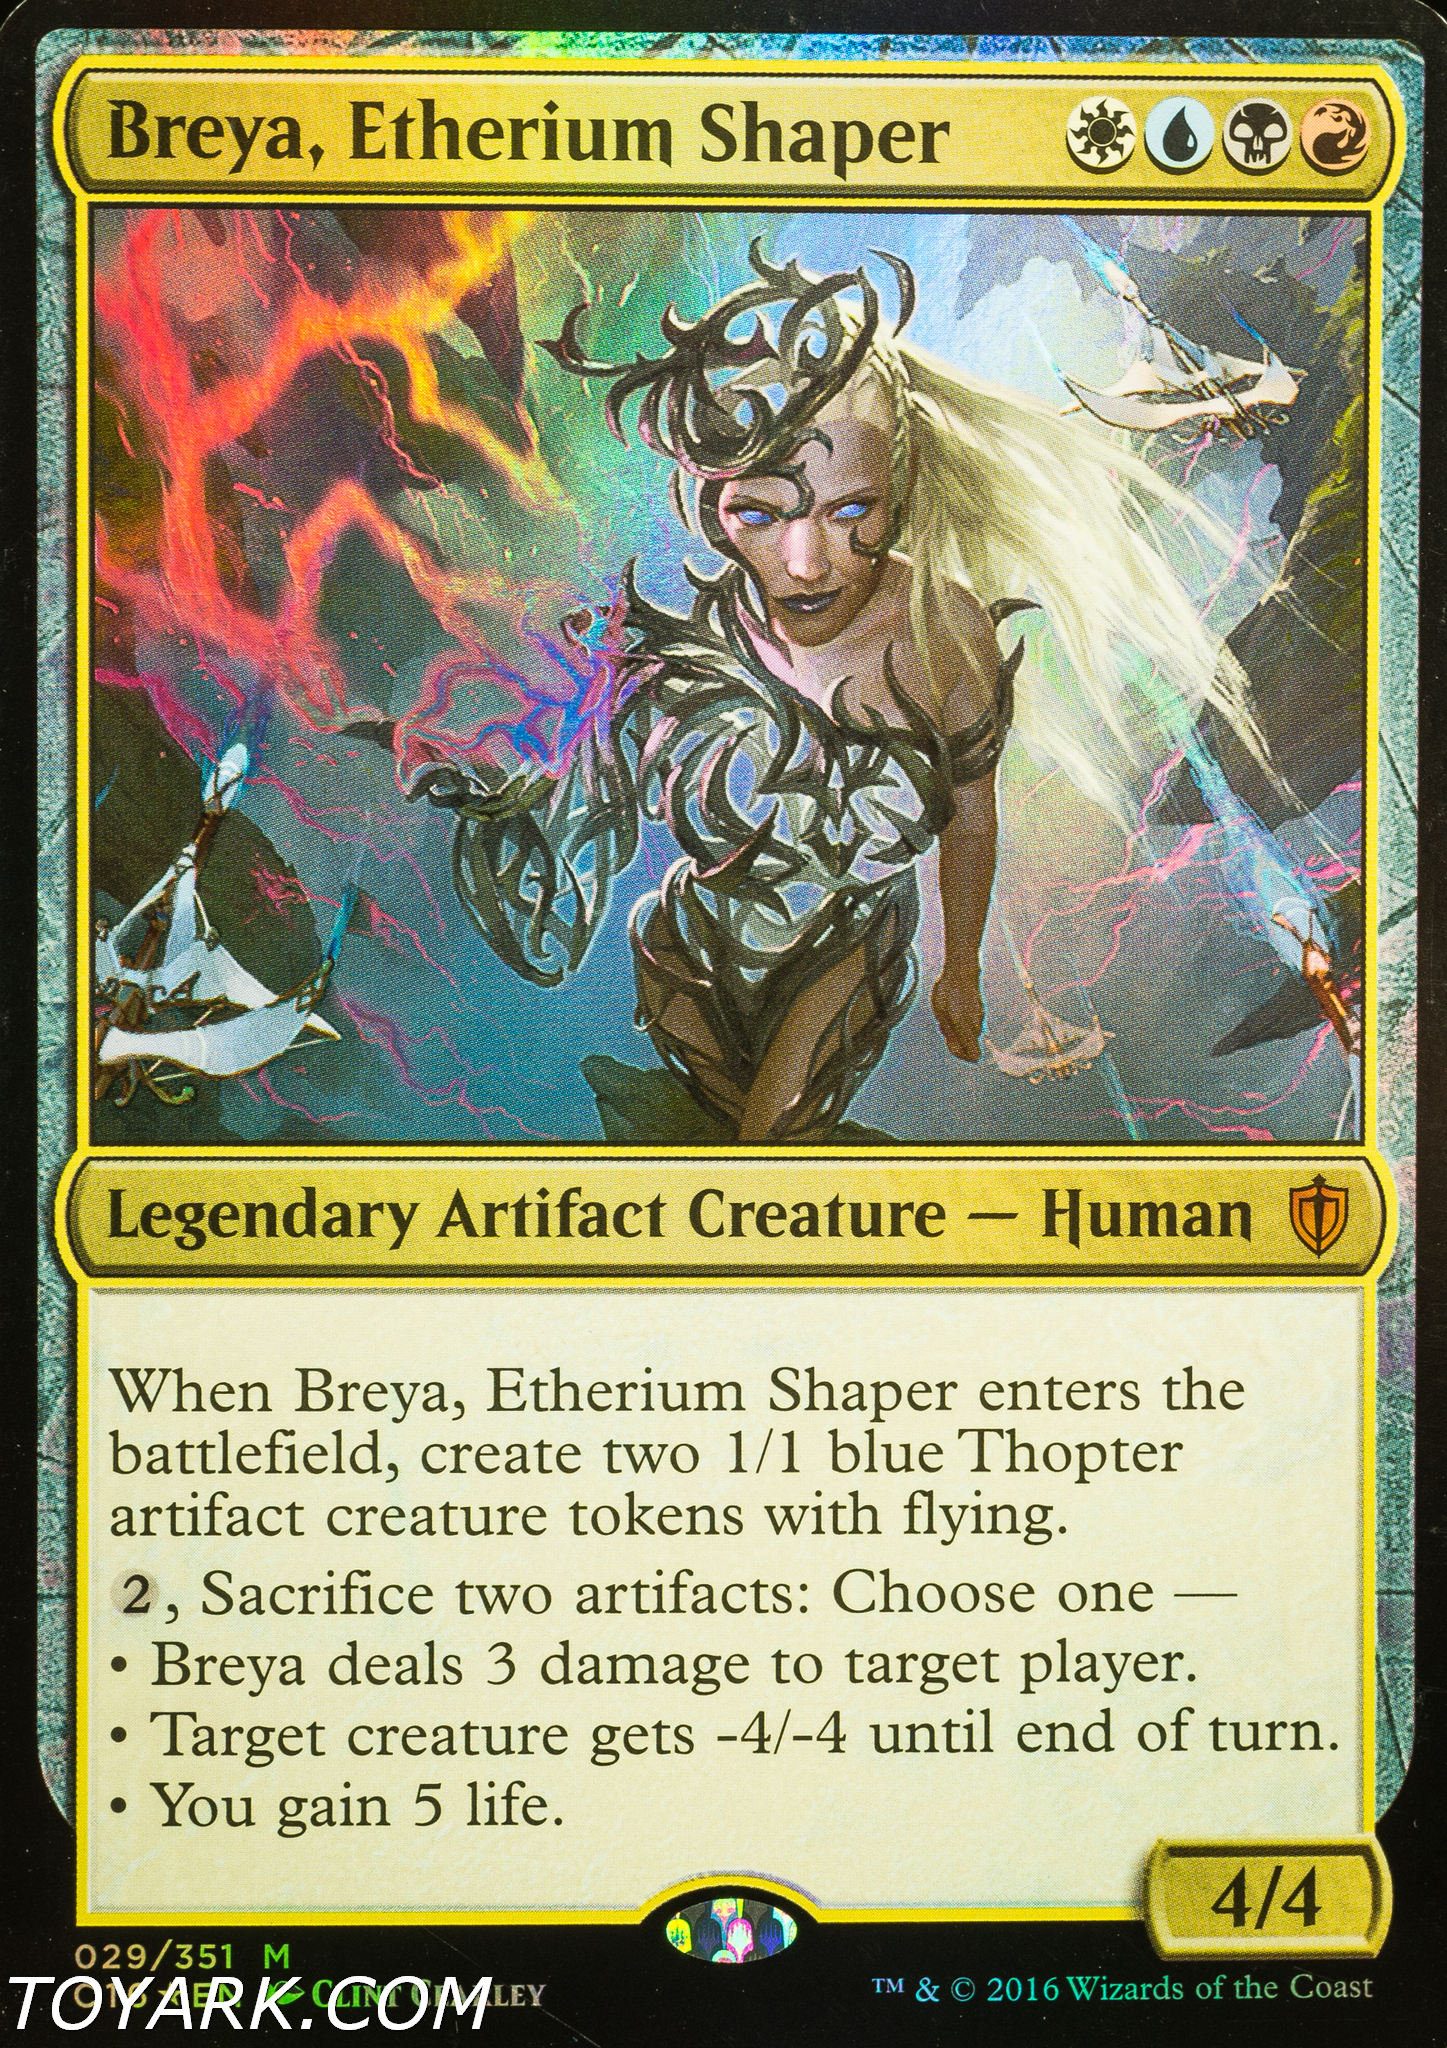 Breya, Etherium Shaper
Legendary Artifact Creature — Human
When Breya, Etherium Shaper enters the
battlefield, create two 1/1 blue Thopter
artifact creature tokens with flying.
2, Sacrifice two artifacts: Choose one —
• Breya deals 3 damage to target player.
• Target creature gets -4/-4 until end of turn.
• You gain 5 life.
4/4
029/351 M
™ & © 2016 Wizards of the Coast
TOYARK.COM